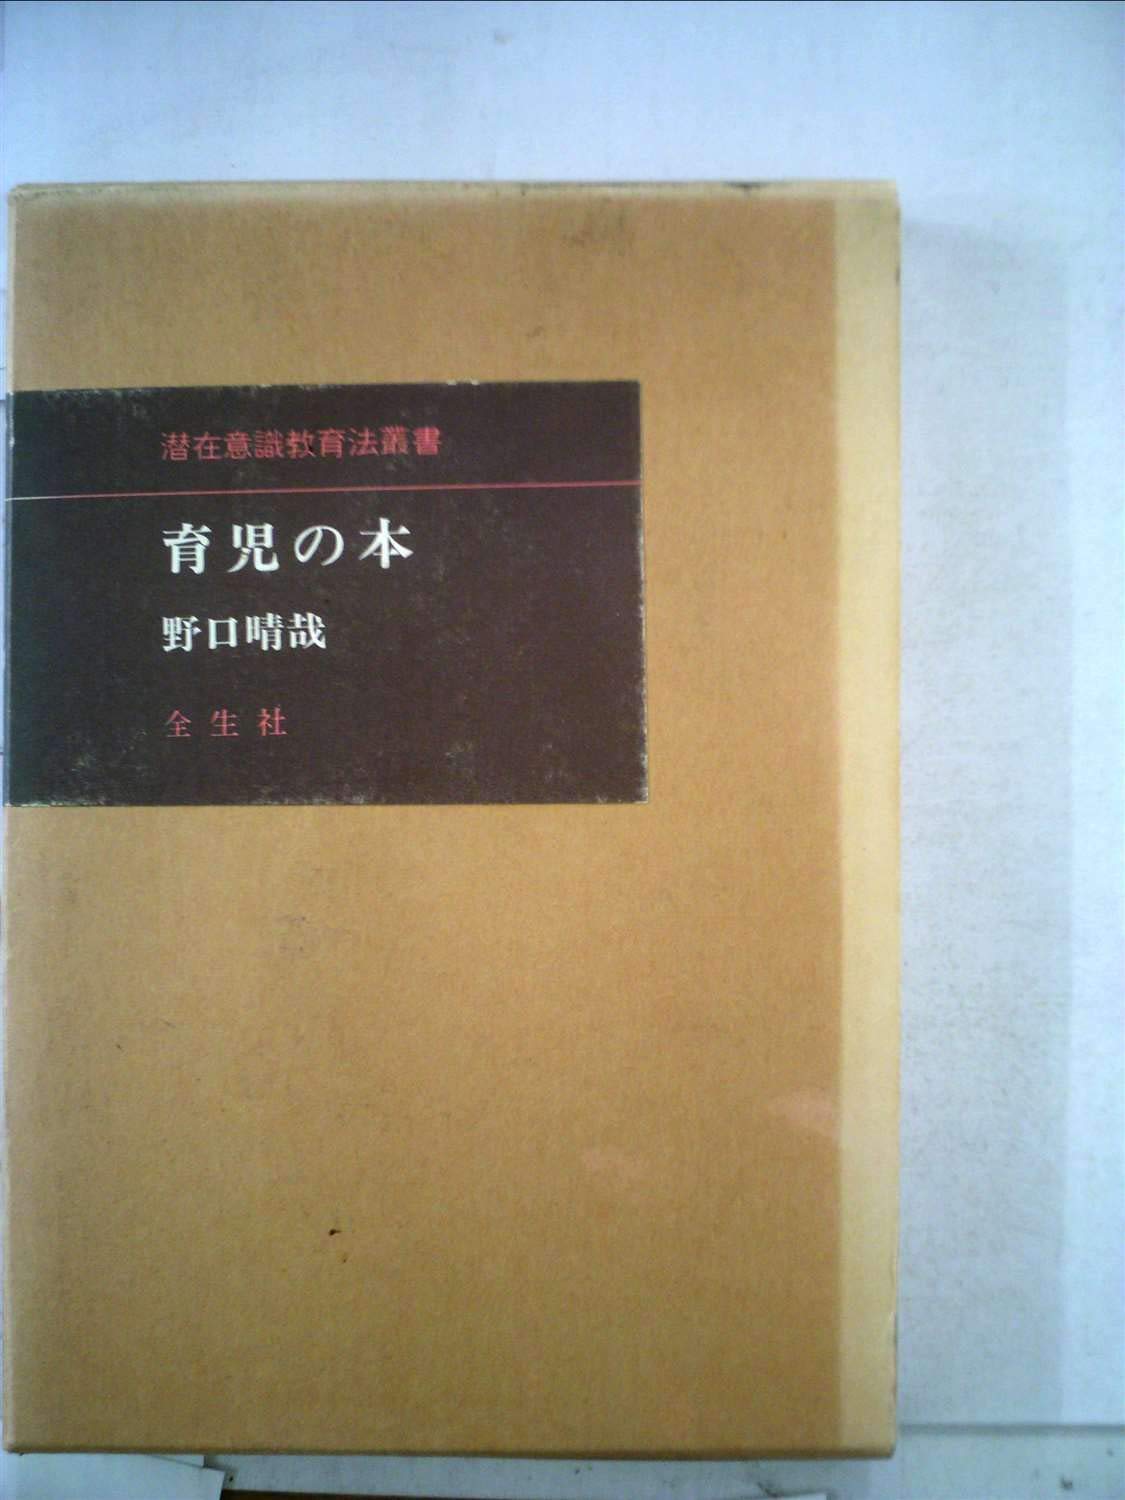 潜在意識教育法叢書
育児の本
野口晴哉
全生社